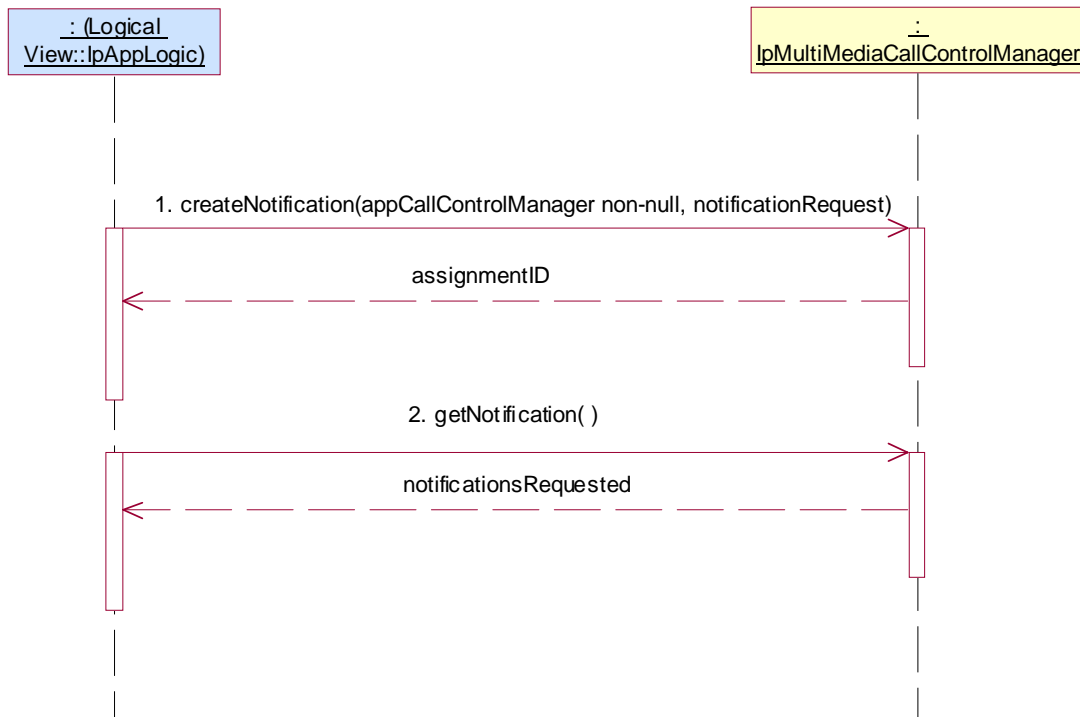 : (Logical
View::IpAppLogic)
:
IpMultiMediaCallControlManager
1. createNotification(appCallControlManager non-null, notificationRequest)
assignmentID
2. getNotification( )
notificationsRequested